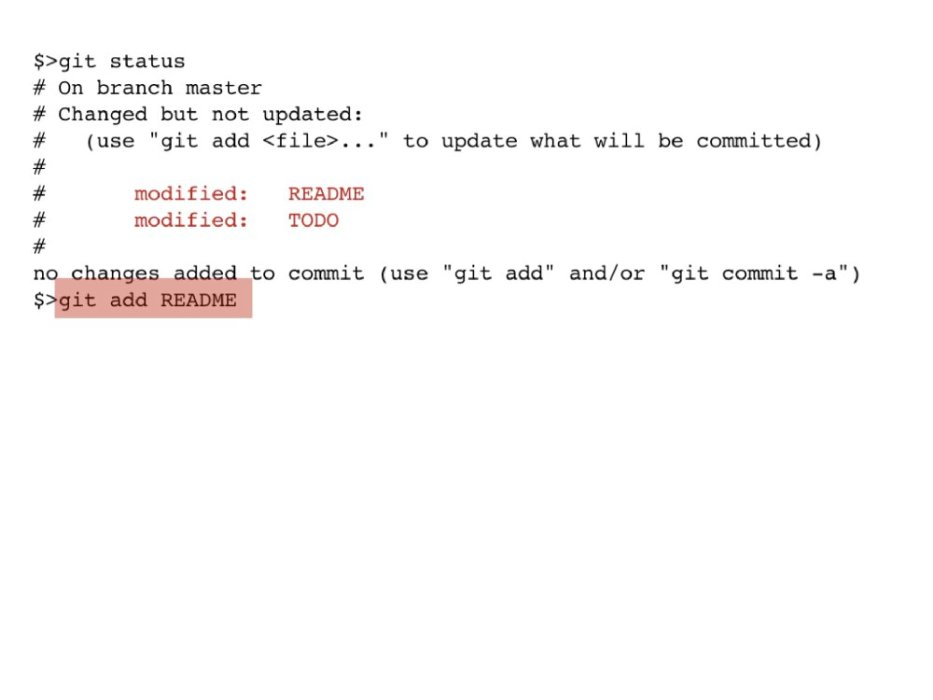 $>git status
# On branch master
# Changed but not updated:
#   (use "git add <file>..." to update what will be committed)
#
#       modified:   README
#       modified:   TODO
#
no changes added to commit (use "git add" and/or "git commit -a")
$>git add README